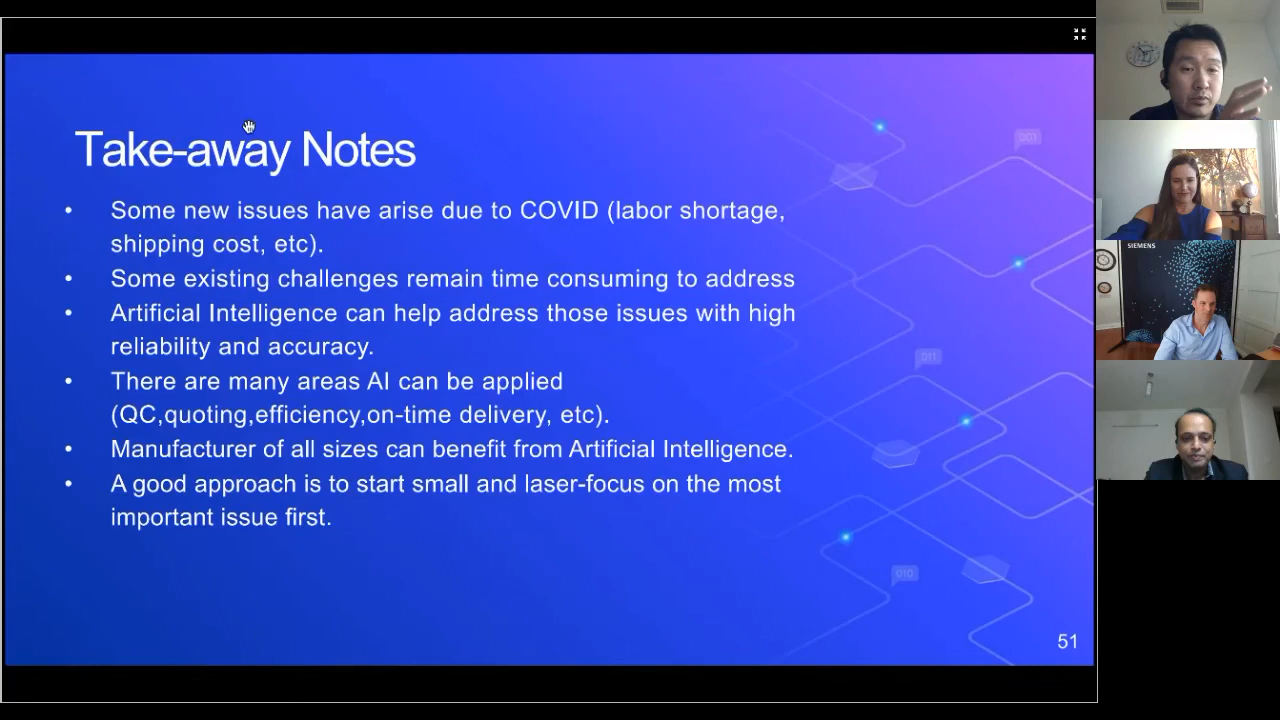 Take-away Notes
• Some new issues have arise due to COVID (labor shortage,
shipping cost, etc).
• Some existing challenges remain time consuming to address
• Artificial Intelligence can help address those issues with high
reliability and accuracy.
• There are many areas AI can be applied
(QC,quoting,efficiency,on-time delivery, etc).
• Manufacturer of all sizes can benefit from Artificial Intelligence.
• A good approach is to start small and laser-focus on the most
important issue first.
001
011
010
51
SIEMENS